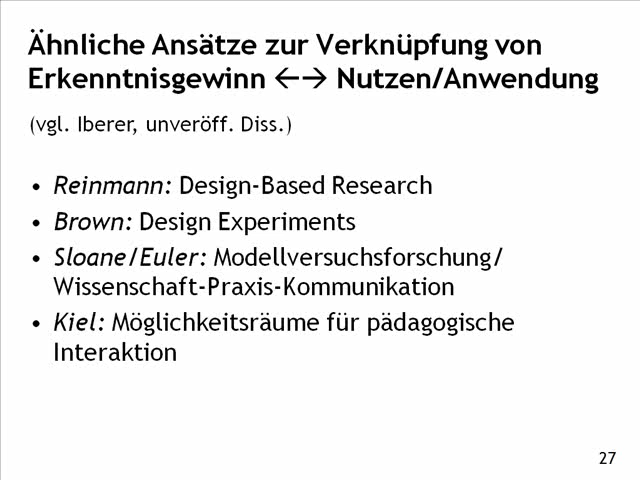 Ähnliche Ansätze zur Verknüpfung von
Erkenntnisgewinn ←→ Nutzen/Anwendung
(vgl. Iberer, unveröff. Diss.)
• Reinmann: Design-Based Research
• Brown: Design Experiments
• Sloane/Euler: Modellversuchsforschung/
Wissenschaft-Praxis-Kommunikation
• Kiel: Möglichkeitsräume für pädagogische
Interaktion
27